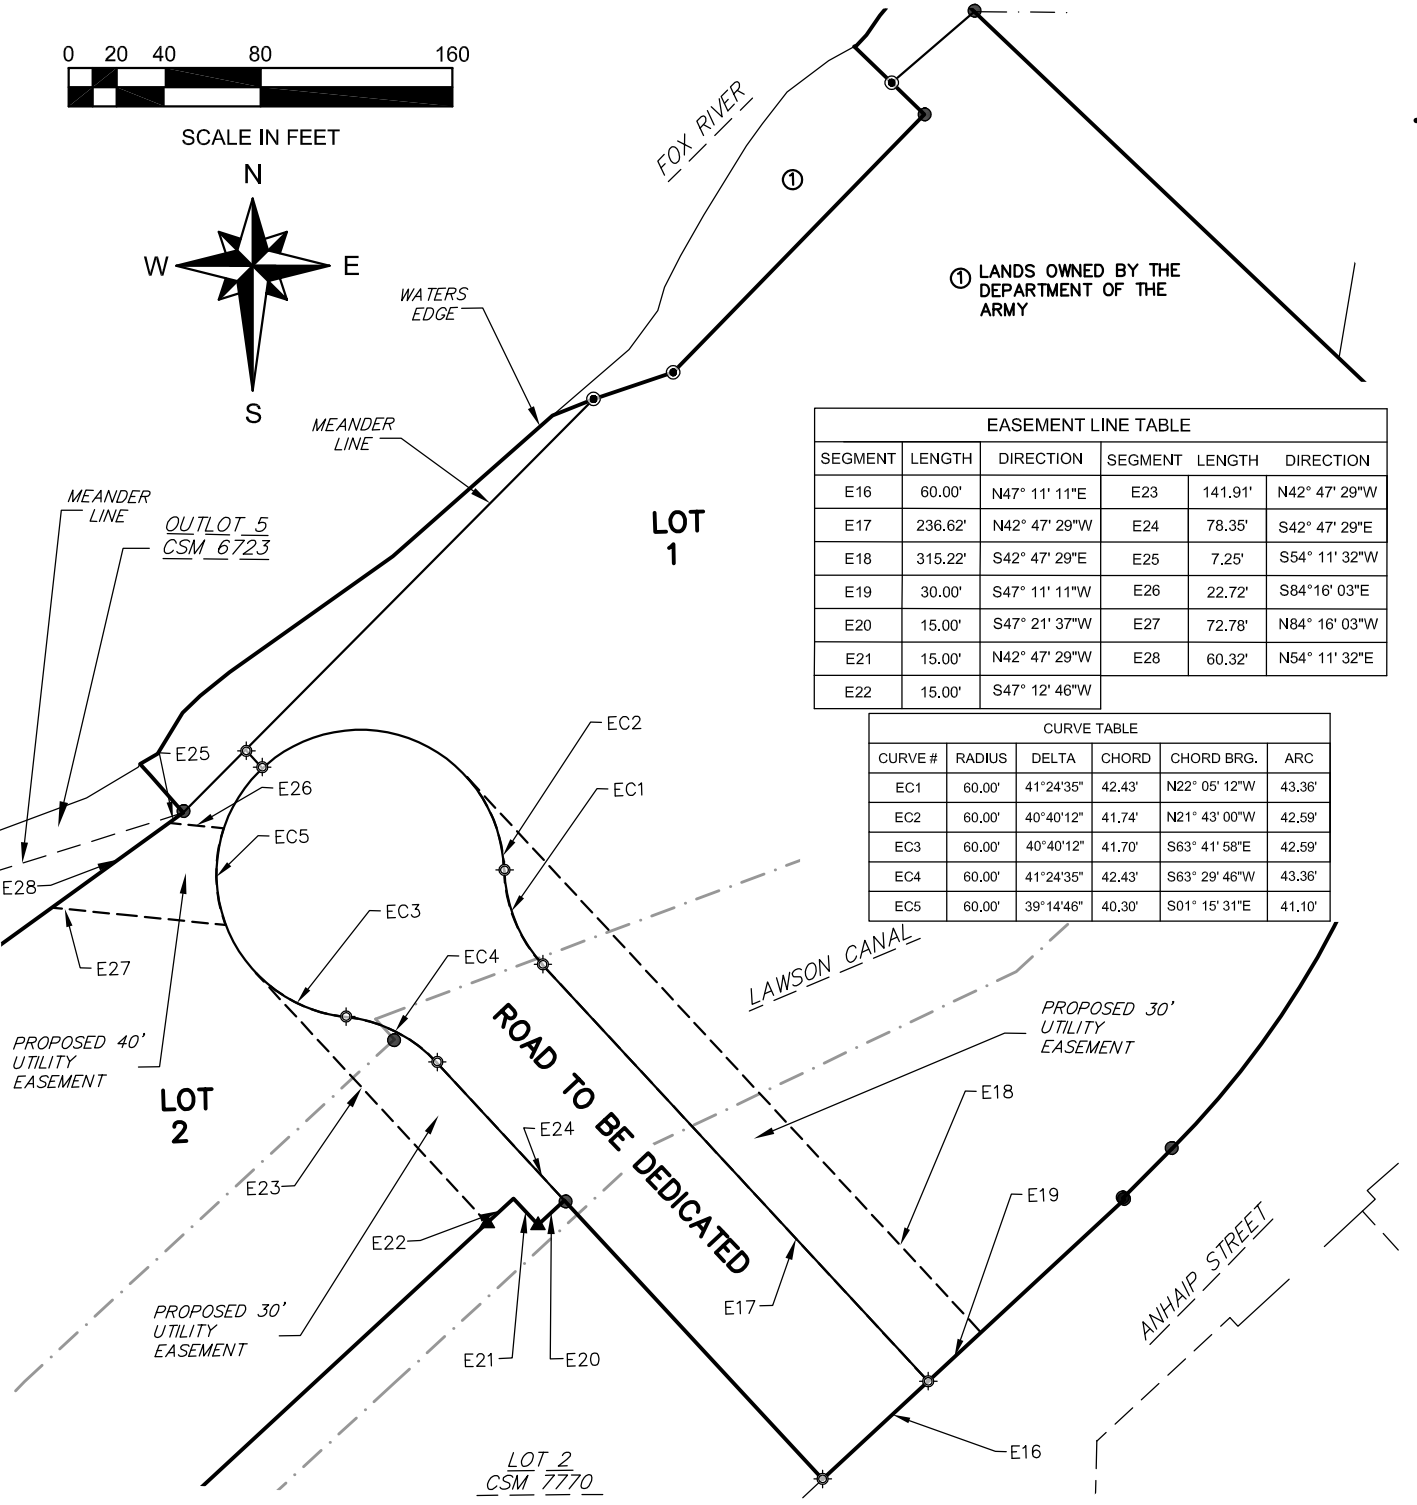 0 20 40 80 160
SCALE IN FEET
N
W E
S
FOX RIVER
①
① LANDS OWNED BY THE
DEPARTMENT OF THE
ARMY
WATERS
EDGE
MEANDER
LINE
MEANDER
LINE
OUTLOT 5
CSM 6723
LOT
1
EASEMENT LINE TABLE
SEGMENT LENGTH DIRECTION SEGMENT LENGTH DIRECTION
E16 60.00' N47° 11' 11"E E23 141.91' N42° 47' 29"W
E17 236.62' N42° 47' 29"W E24 78.35' S42° 47' 29"E
E18 315.22' S42° 47' 29"E E25 7.25' S54° 11' 32"W
E19 30.00' S47° 11' 11"W E26 22.72' S84°16' 03"E
E20 15.00' S47° 21' 37"W E27 72.78' N84° 16' 03"W
E21 15.00' N42° 47' 29"W E28 60.32' N54° 11' 32"E
E22 15.00' S47° 12' 46"W
CURVE TABLE
CURVE # RADIUS DELTA CHORD CHORD BRG. ARC
EC1 60.00' 41°24'35" 42.43' N22° 05' 12"W 43.36'
EC2 60.00' 40°40'12" 41.74' N21° 43' 00"W 42.59'
EC3 60.00' 40°40'12" 41.70' S63° 41' 58"E 42.59'
EC4 60.00' 41°24'35" 42.43' S63° 29' 46"W 43.36'
EC5 60.00' 39°14'46" 40.30' S01° 15' 31"E 41.10'
EC2
E25
E26
EC1
EC5
E28
EC3
EC4
E27
LAWSON CANAL
PROPOSED 40'
UTILITY
EASEMENT
LOT
2
ROAD TO BE DEDICATED
PROPOSED 30'
UTILITY
EASEMENT
E18
E24
E23
E19
E22
E17
E21
E20
PROPOSED 30'
UTILITY
EASEMENT
ANHAIP STREET
E16
LOT 2
CSM 7770